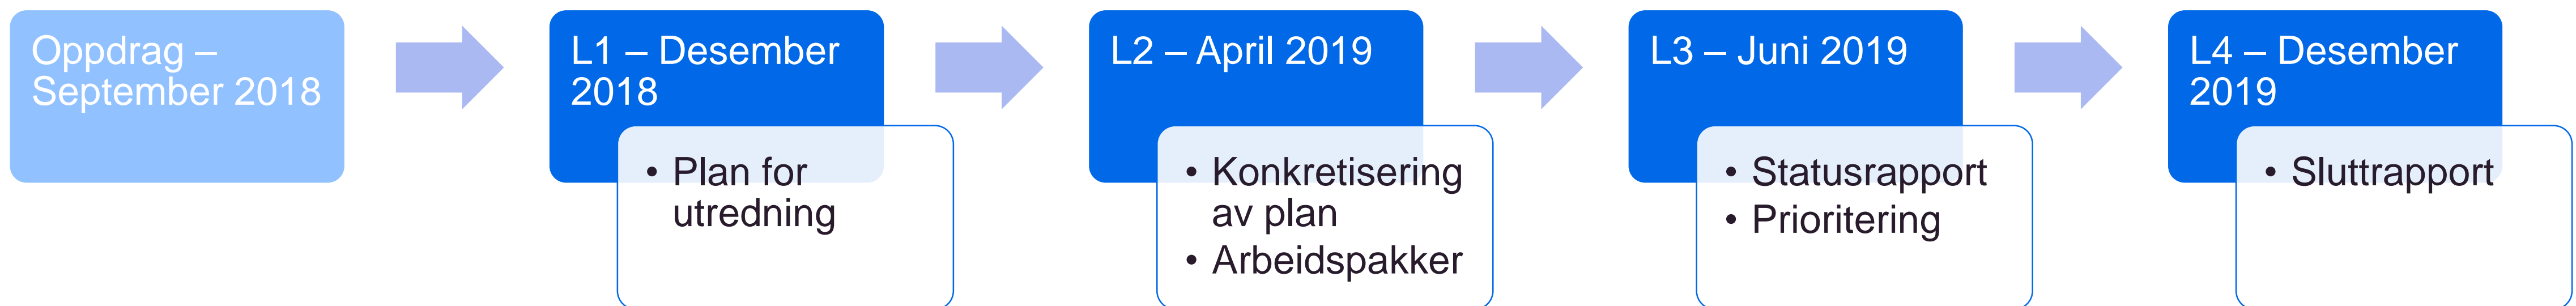 Oppdrag –
September 2018
L1 – Desember
2018
• Plan for
utredning
L2 – April 2019
• Konkretisering
av plan
• Arbeidspakker
L3 – Juni 2019
• Statusrapport
• Prioritering
L4 – Desember
2019
• Sluttrapport